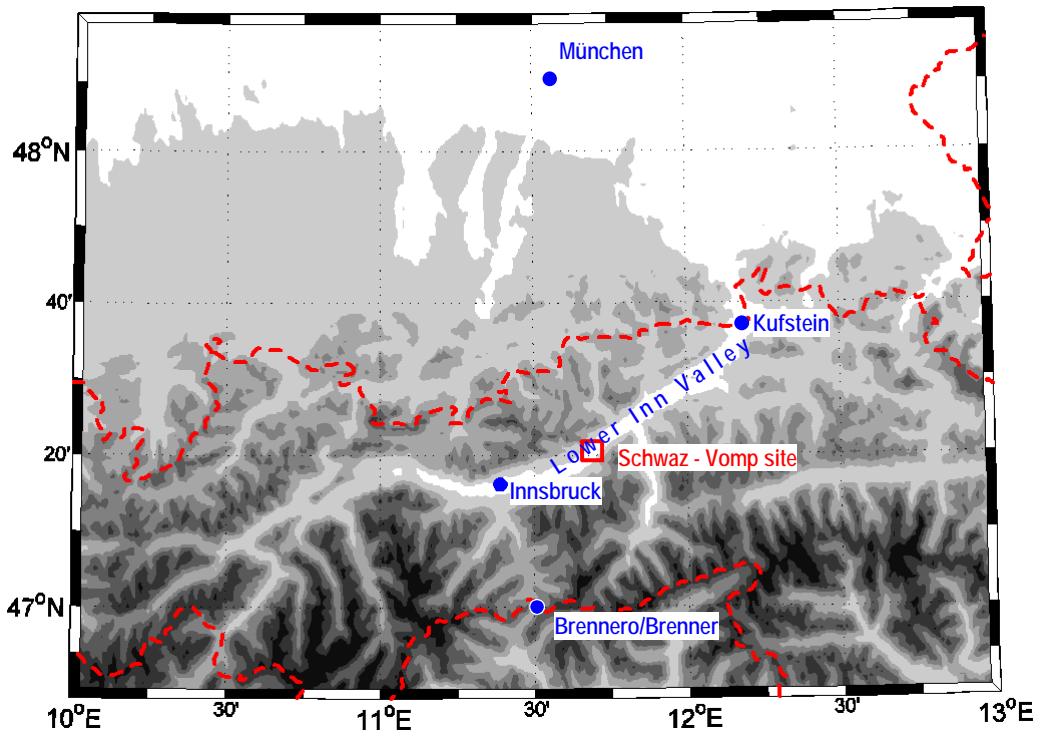 München
48°N
40'
Kufstein
Lower Inn Valley
20'
Schwaz - Vomp site
Innsbruck
47°N
Brennero/Brenner
10°E
30'
11°E
30'
12°E
30'
13°E